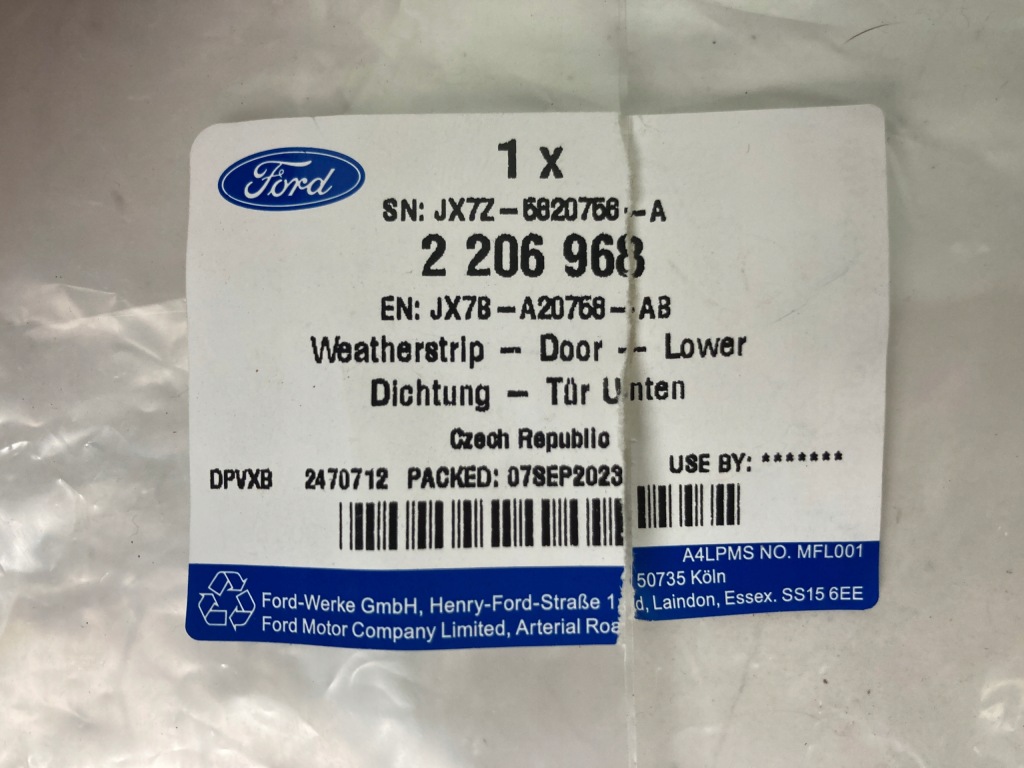 Ford
1 x
SN: JX7Z-5820758--A
2 206 968
EN: JX7B-A20758- AB
Weatherstrip - Door -- Lower
Dichtung - Tür Unten
Czech Republic
DPVXB 2470712 PACKED: 07SEP2023 USE BY: *******
A4LPMS NO. MFL001
Ford-Werke GmbH, Henry-Ford-Straße 1, 50735 Köln
Ford Motor Company Limited, Arterial Road, Laindon, Essex. SS15 6EE